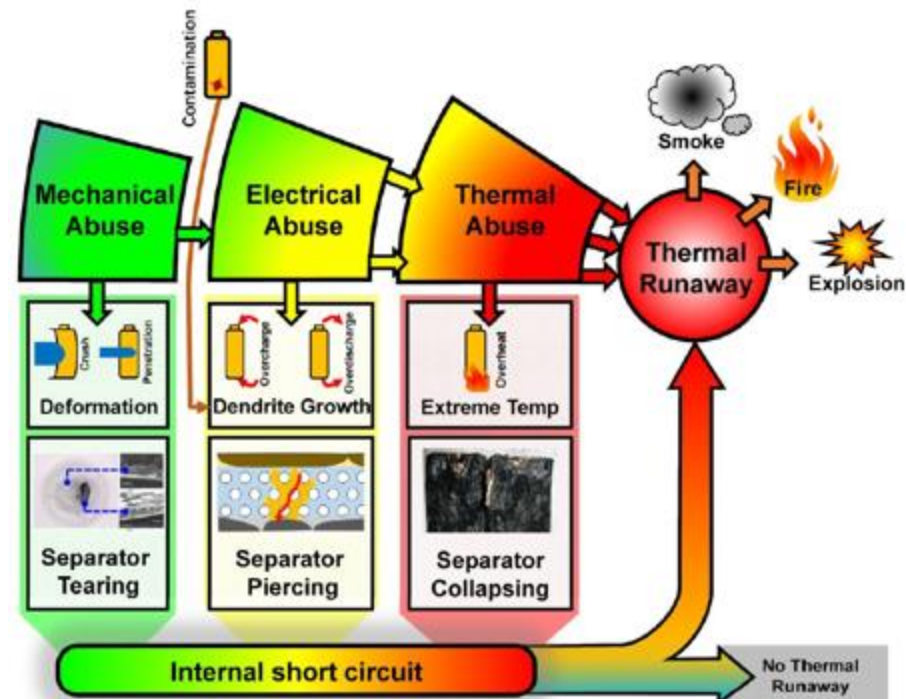 Contamination
Mechanical
Abuse
Electrical
Abuse
Thermal
Abuse
Smoke
Fire
Thermal
Runaway
Explosion
Crush
Penetration
Deformation
Overcharge
Overdischarge
Dendrite Growth
Overheat
Extreme Temp
Separator
Tearing
Separator
Piercing
Separator
Collapsing
Internal short circuit
No Thermal
Runaway